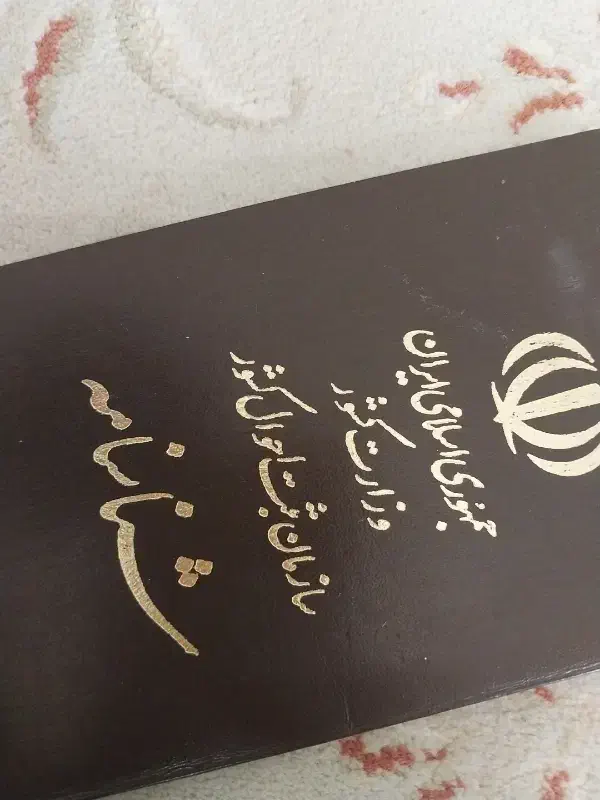 جمهوری اسلامی ایران
وزارت کشور
سازمان ثبت احوال کشور
شناسنامه